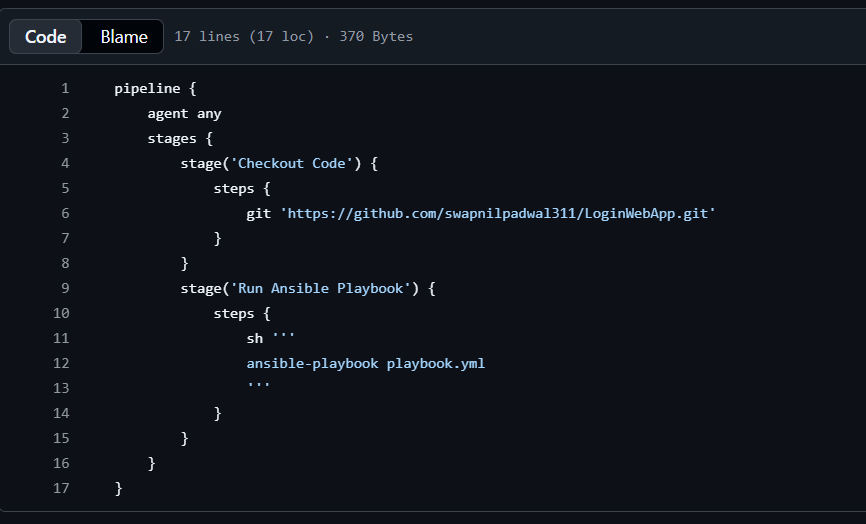 Code Blame 17 lines (17 loc) · 370 Bytes
1 pipeline {
2     agent any
3     stages {
4         stage('Checkout Code') {
5             steps {
6                 git 'https://github.com/swapnilpadwal311/LoginWebApp.git'
7             }
8         }
9         stage('Run Ansible Playbook') {
10             steps {
11                 sh '''
12                 ansible-playbook playbook.yml
13                 '''
14             }
15         }
16     }
17 }